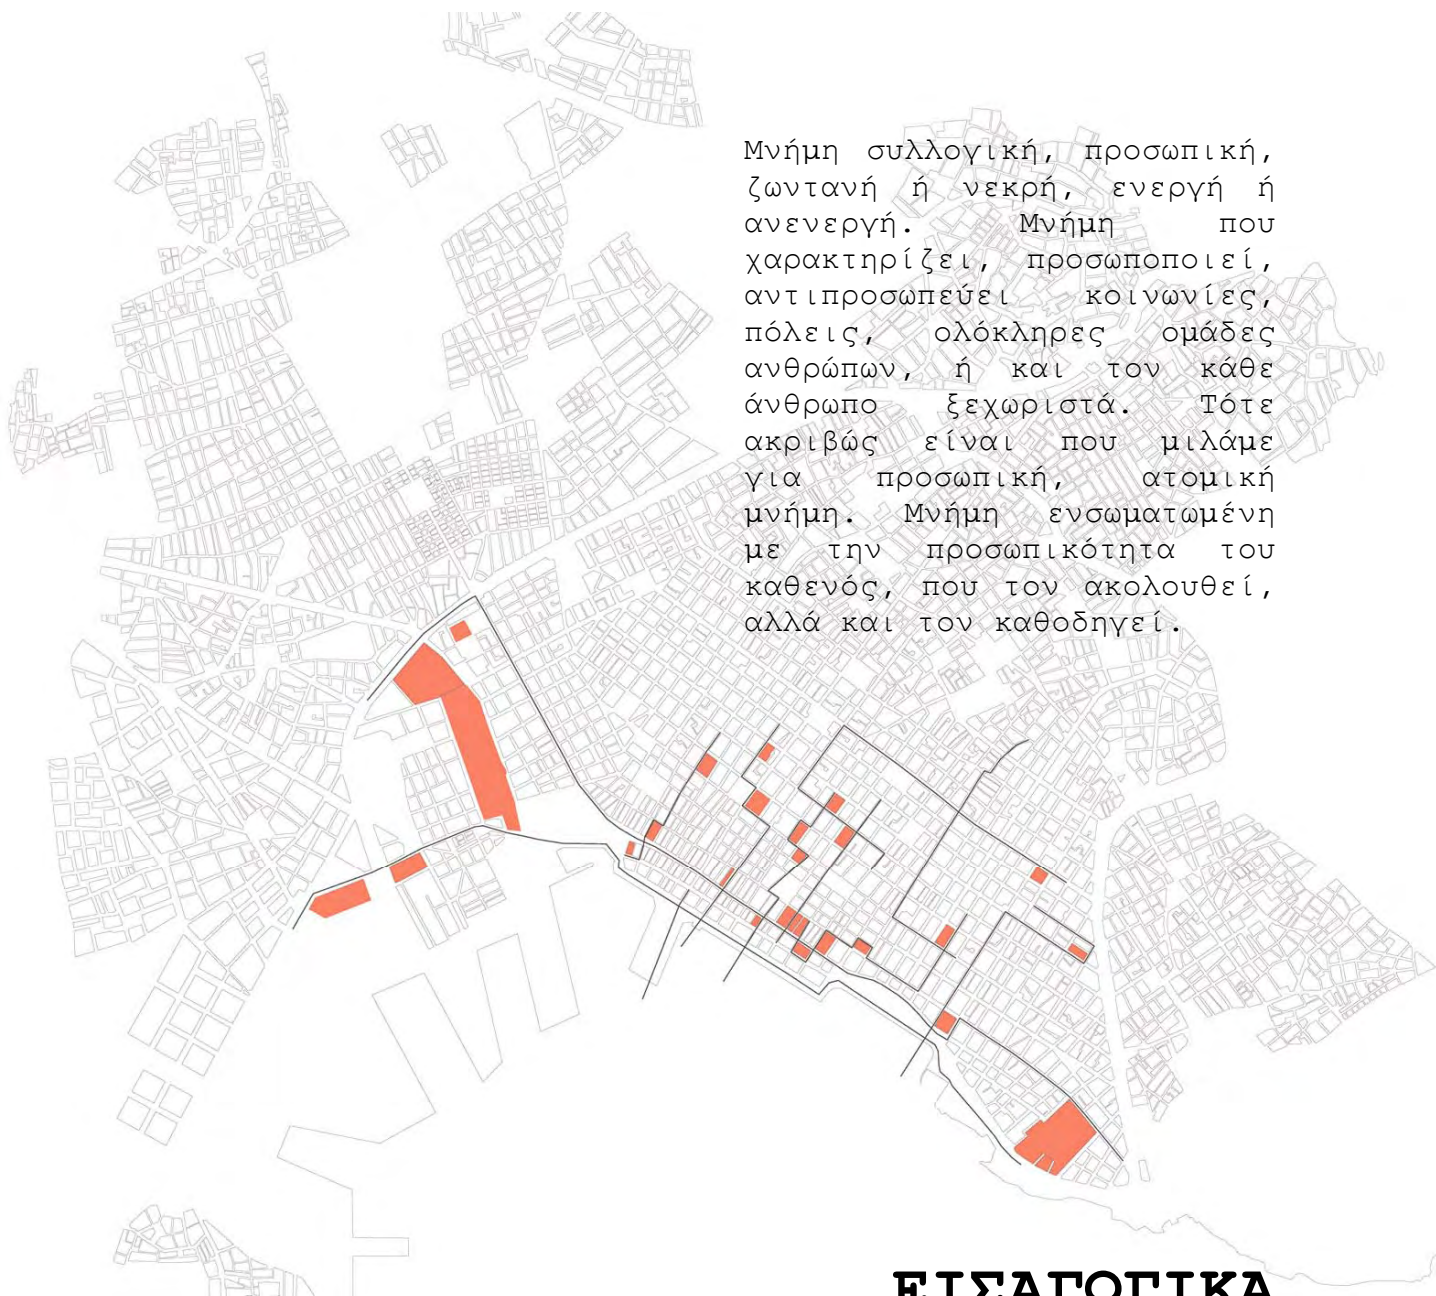 Μνήμη συλλογική, προσωπική,
ζωντανή ή νεκρή, ενεργή ή
ανενεργή. Μνήμη που
χαρακτηρίζει, προσωποποιεί,
αντιπροσωπεύει κοινωνίες,
πόλεις, ολόκληρες ομάδες
ανθρώπων, ή και τον κάθε
άνθρωπο ξεχωριστά. Τότε
ακριβώς είναι που μιλάμε
για προσωπική, ατομική
μνήμη. Μνήμη ενσωματωμένη
με την προσωπικότητα του
καθενός, που τον ακολουθεί,
αλλά και τον καθοδηγεί.
ΕΙΣΑΓΩΓΙΚΑ